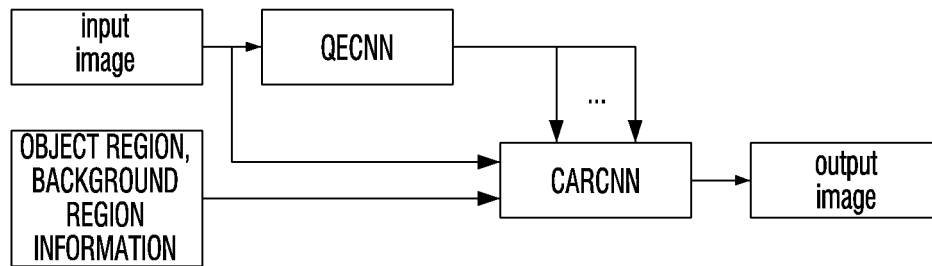 input
image
QECNN
...
OBJECT REGION,
BACKGROUND
REGION
INFORMATION
CARCNN
output
image